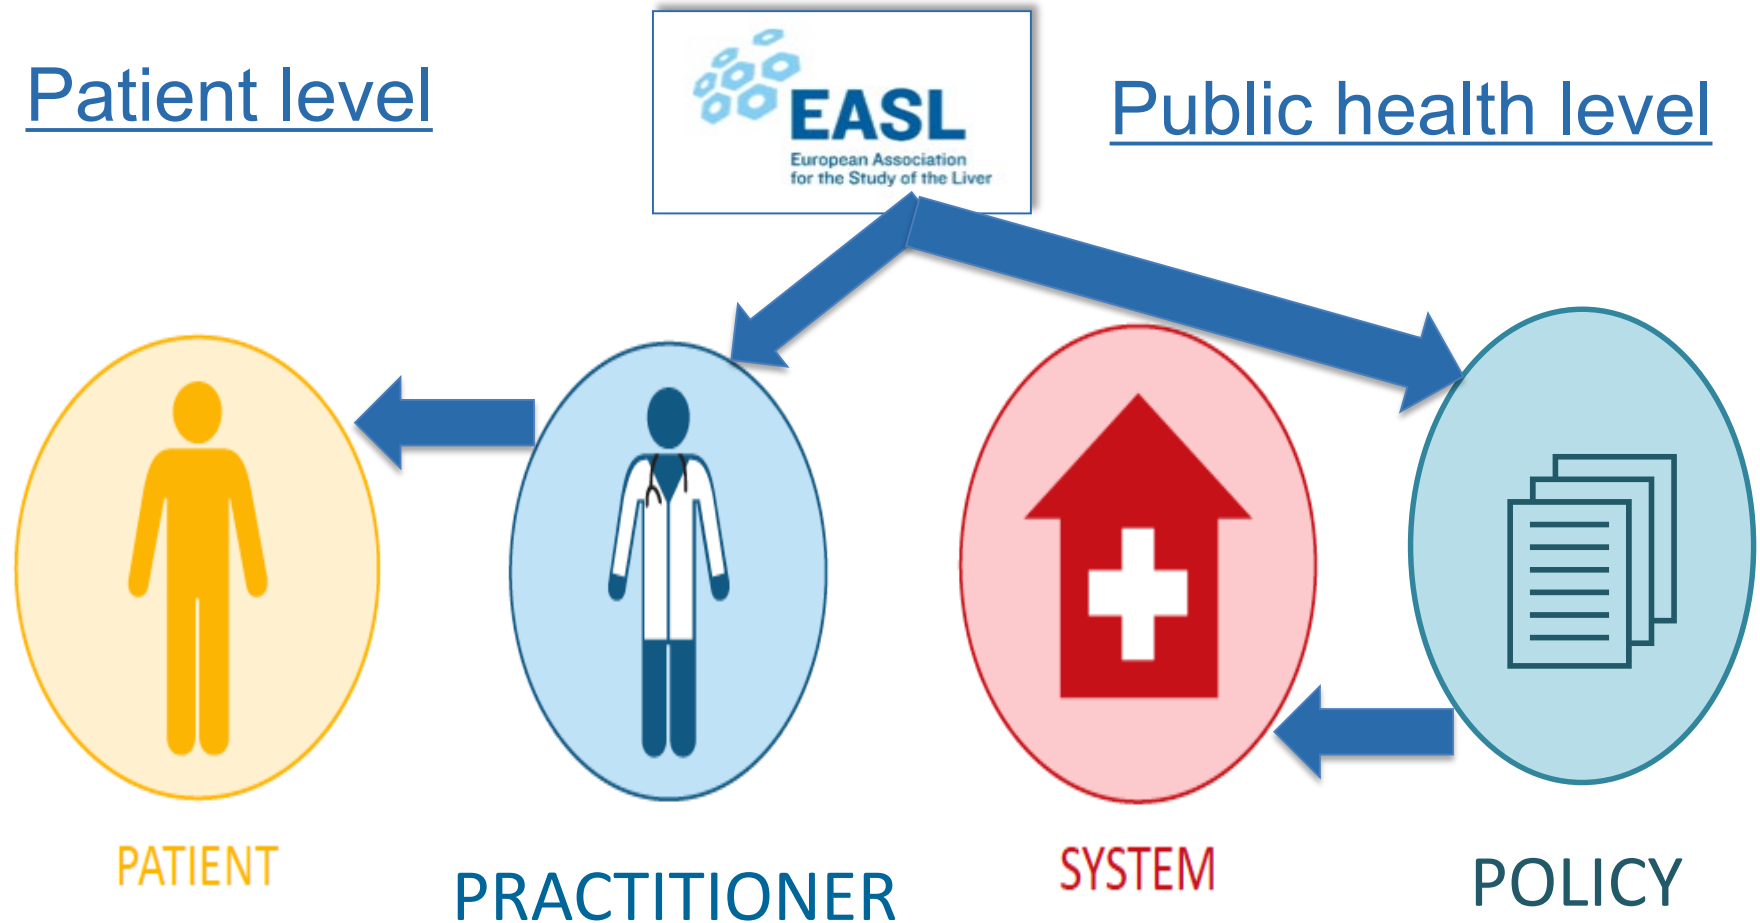 Patient level
EASL
European Association
for the Study of the Liver
Public health level
PATIENT
PRACTITIONER
SYSTEM
POLICY